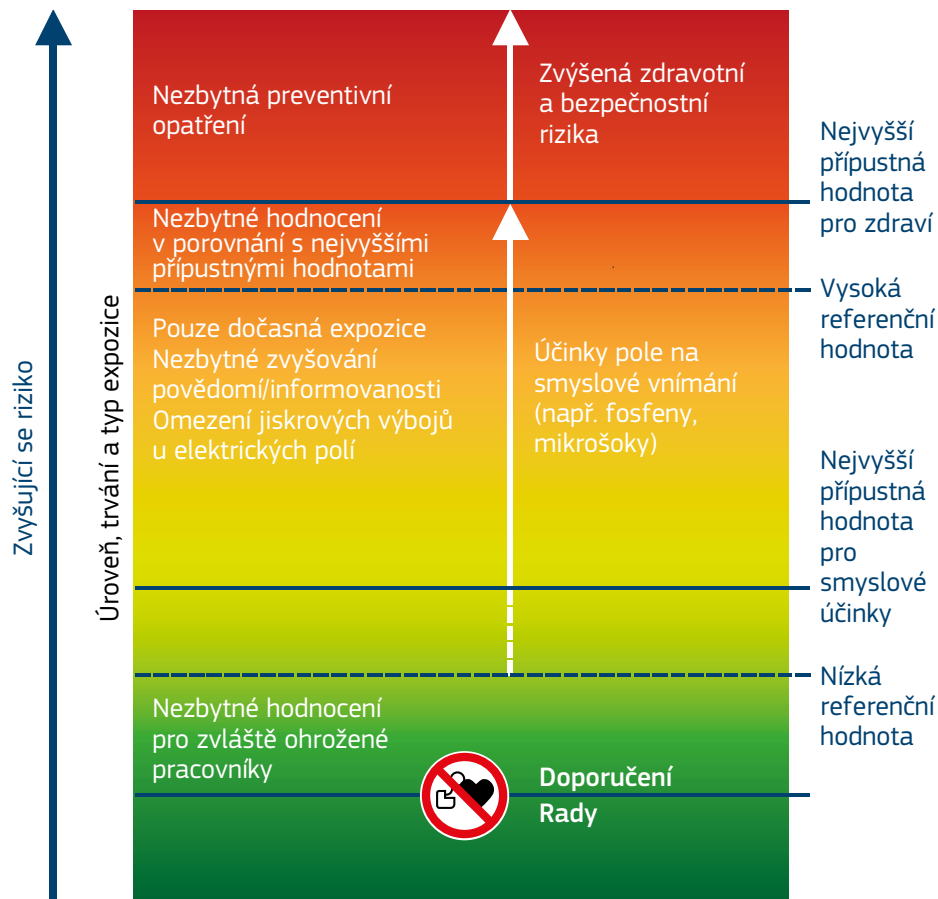 Zvyšující se riziko
Úroveň, trvání a typ expozice
Nezbytná preventivní
opatření
Zvýšená zdravotní
a bezpečnostní
rizika
Nejvyšší
přípustná
hodnota
pro zdraví
Nezbytné hodnocení
v porovnání s nejvyššími
přípustnými hodnotami
Vysoká
referenční
hodnota
Pouze dočasná expozice
Nezbytné zvyšování
povědomí/informovanosti
Omezení jiskrových výbojů
u elektrických polí
Účinky pole na
smyslové vnímání
(např. fosfeny,
mikrošoky)
Nejvyšší
přípustná
hodnota
pro
smyslové
účinky
Nízká
referenční
hodnota
Nezbytné hodnocení
pro zvláště ohrožené
pracovníky
Doporučení
Rady